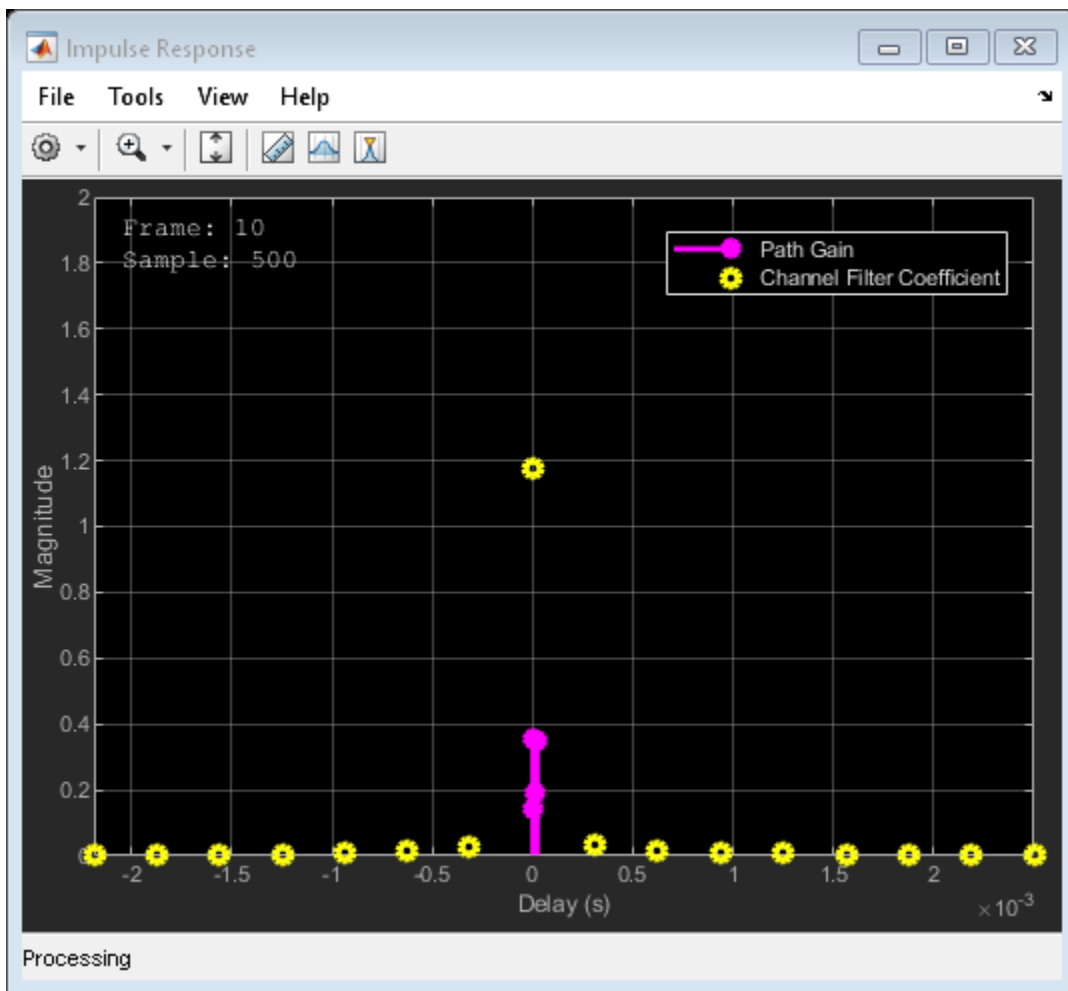 Impulse Response
File Tools View Help
Frame: 10
Sample: 500
Path Gain
Channel Filter Coefficient
2
1.8
1.6
1.4
1.2
1
0.8
0.6
0.4
0.2
0
Magnitude
-2 -1.5 -1 -0.5 0 0.5 1 1.5 2
Delay (s)
×10⁻³
Processing